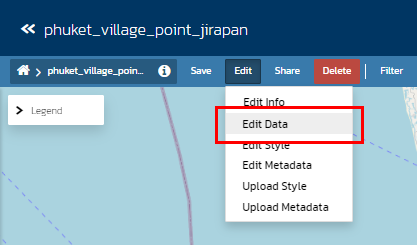 phuket_village_point_jirapan
phuket_village_poin... Save Edit Share Delete Filter
Legend
Edit Info
Edit Data
Edit Style
Edit Metadata
Upload Style
Upload Metadata